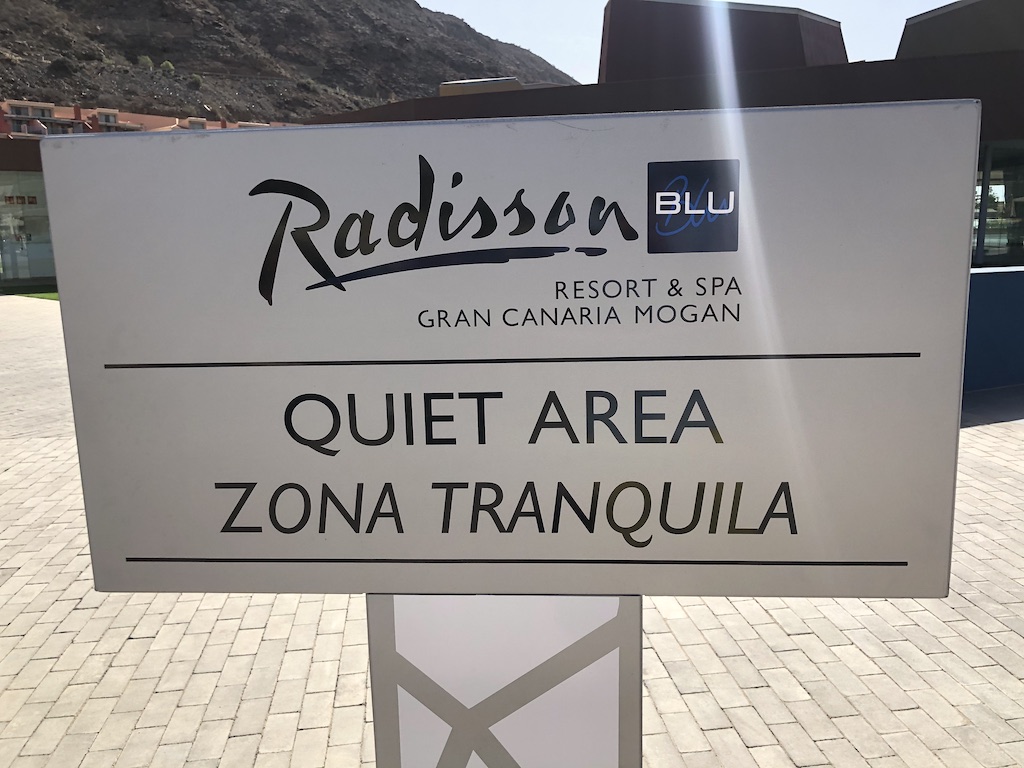 Radisson BLU
RESORT & SPA
GRAN CANARIA MOGAN
QUIET AREA
ZONA TRANQUILA